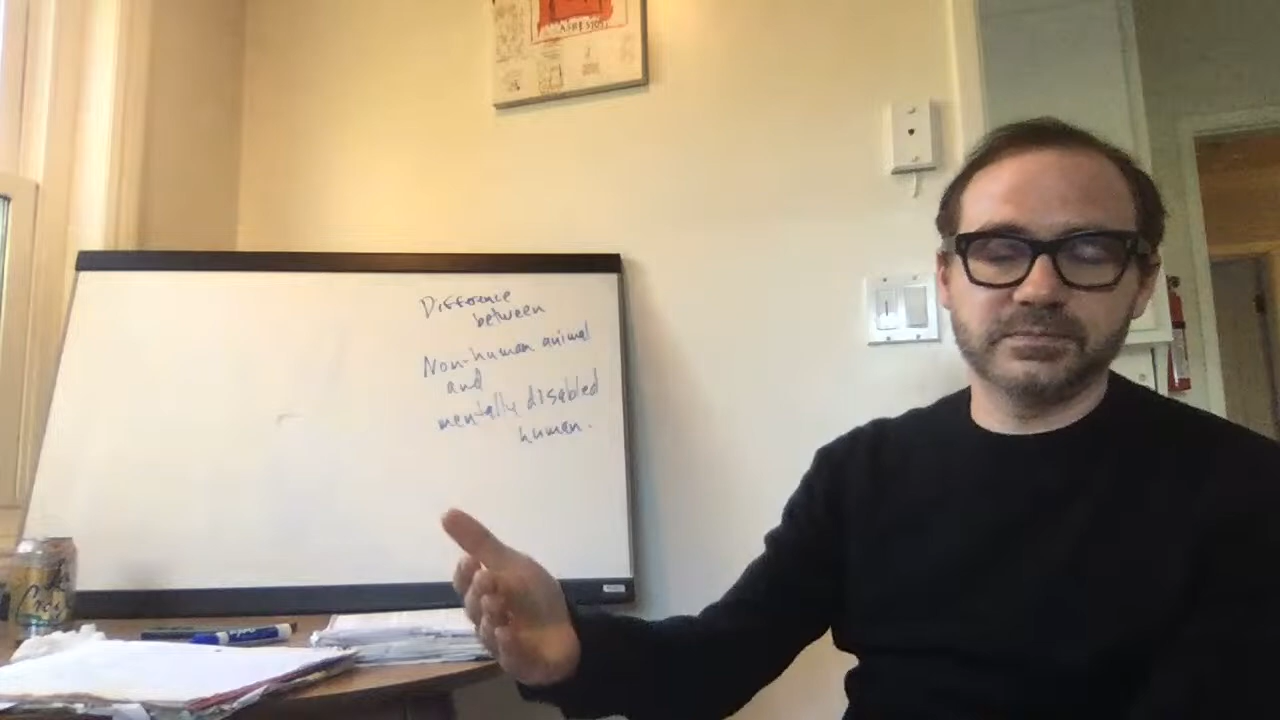 Difference
between
Non-human animal
and
mentally disabled
human.